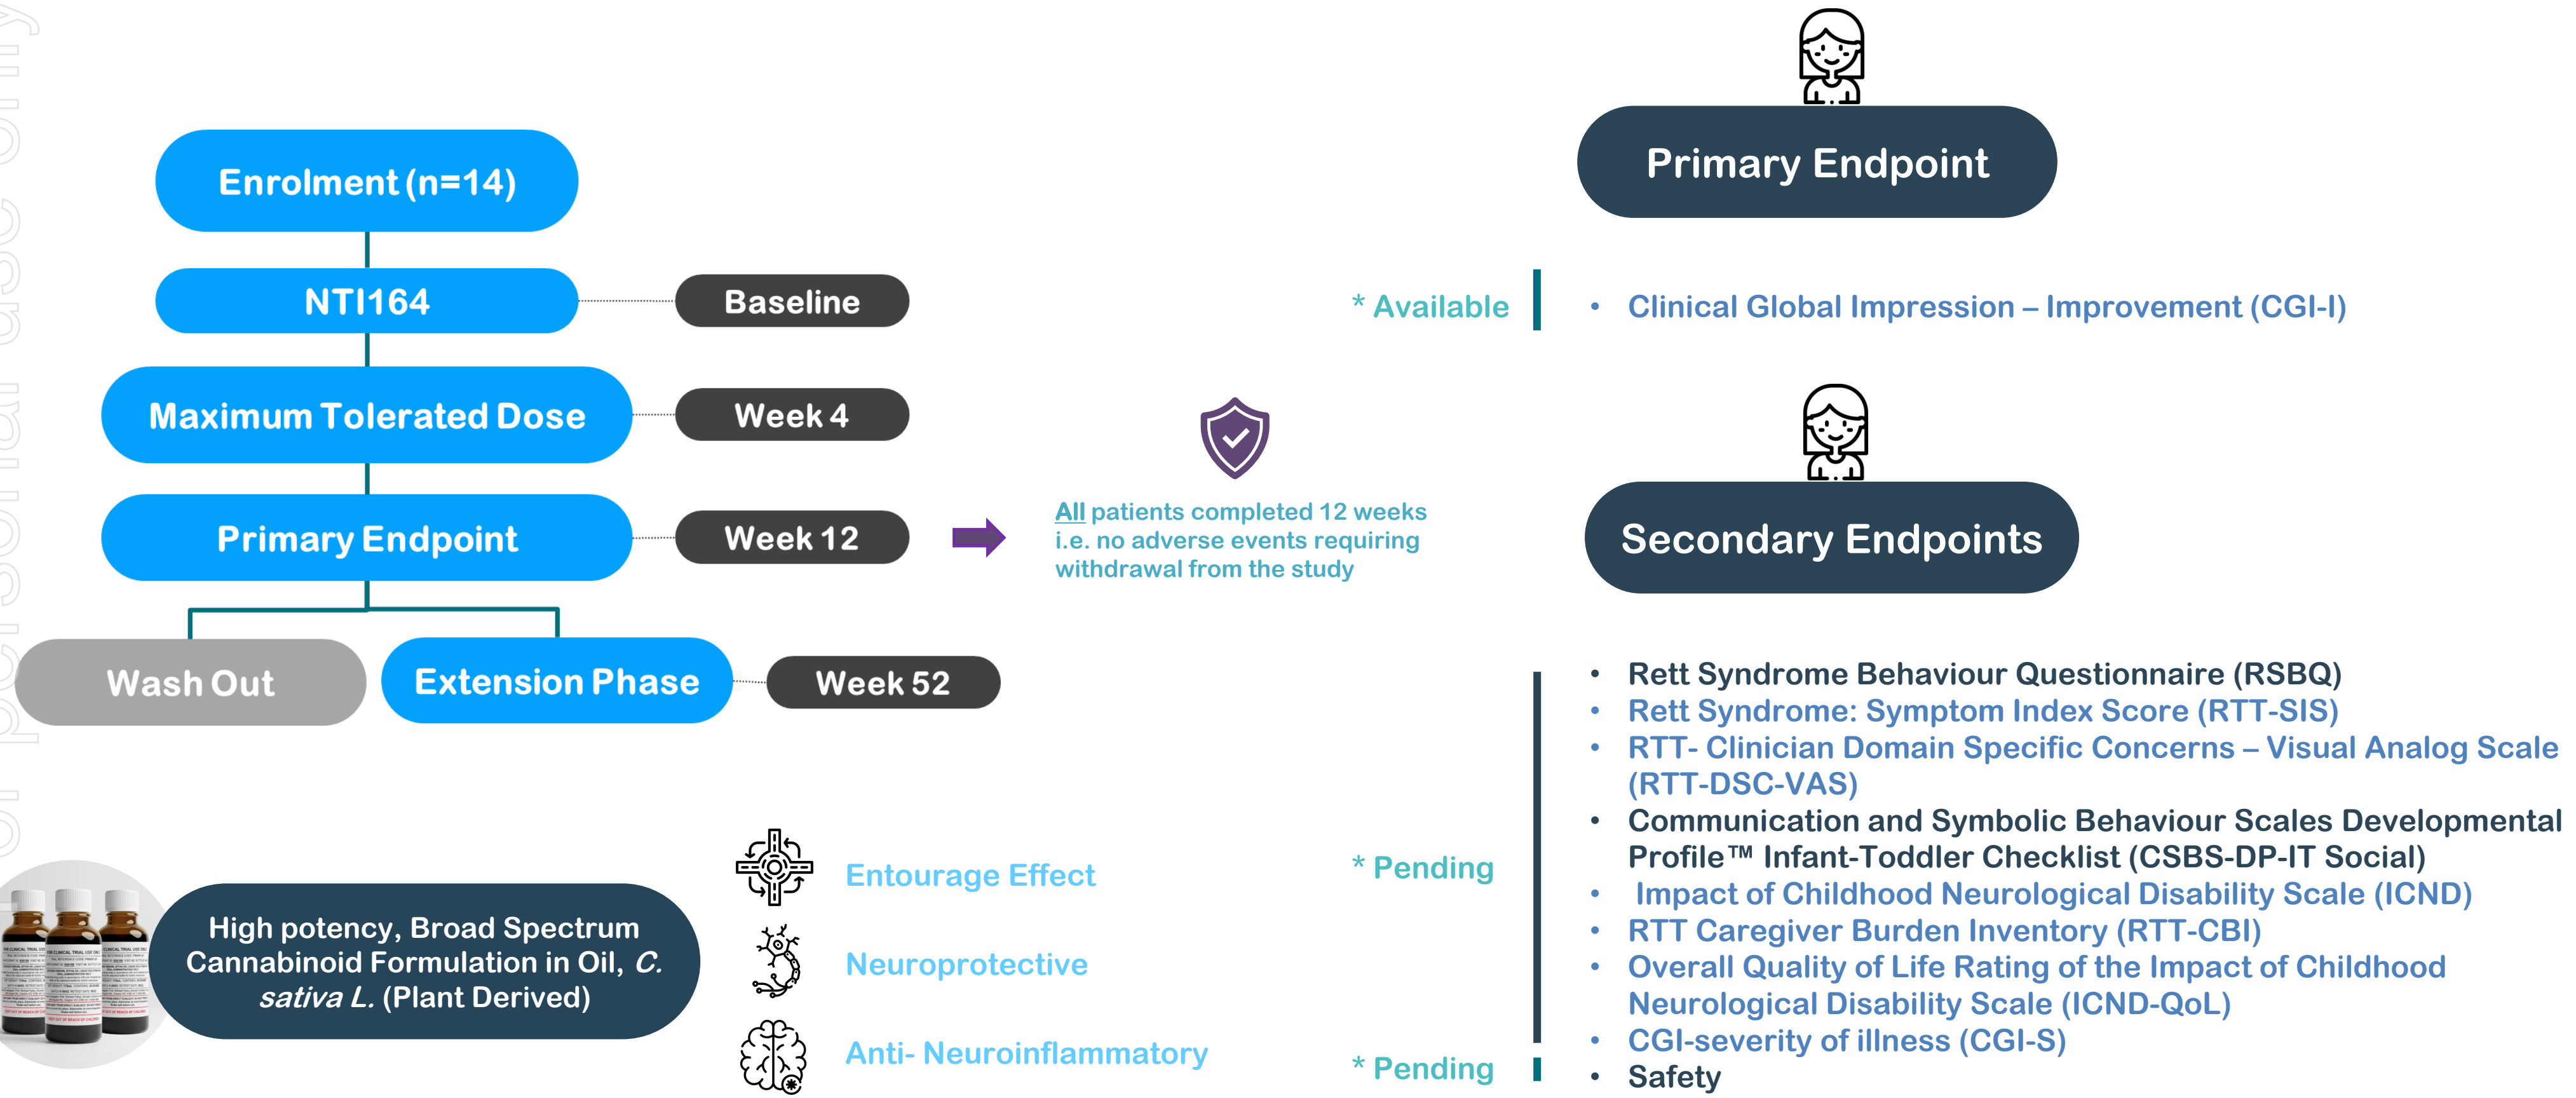 For personal use only
Enrolment (n=14)
NTI164
Baseline
Maximum Tolerated Dose
Week 4
Primary Endpoint
Week 12
Wash Out
Extension Phase
Week 52
All patients completed 12 weeks
i.e. no adverse events requiring
withdrawal from the study
High potency, Broad Spectrum
Cannabinoid Formulation in Oil, C.
sativa L. (Plant Derived)
Entourage Effect
Neuroprotective
Anti- Neuroinflammatory
Primary Endpoint
* Available
• Clinical Global Impression – Improvement (CGI-I)
Secondary Endpoints
* Pending
• Rett Syndrome Behaviour Questionnaire (RSBQ)
• Rett Syndrome: Symptom Index Score (RTT-SIS)
• RTT- Clinician Domain Specific Concerns – Visual Analog Scale
(RTT-DSC-VAS)
• Communication and Symbolic Behaviour Scales Developmental
Profile™ Infant-Toddler Checklist (CSBS-DP-IT Social)
• Impact of Childhood Neurological Disability Scale (ICND)
• RTT Caregiver Burden Inventory (RTT-CBI)
• Overall Quality of Life Rating of the Impact of Childhood
Neurological Disability Scale (ICND-QoL)
• CGI-severity of illness (CGI-S)
* Pending
• Safety